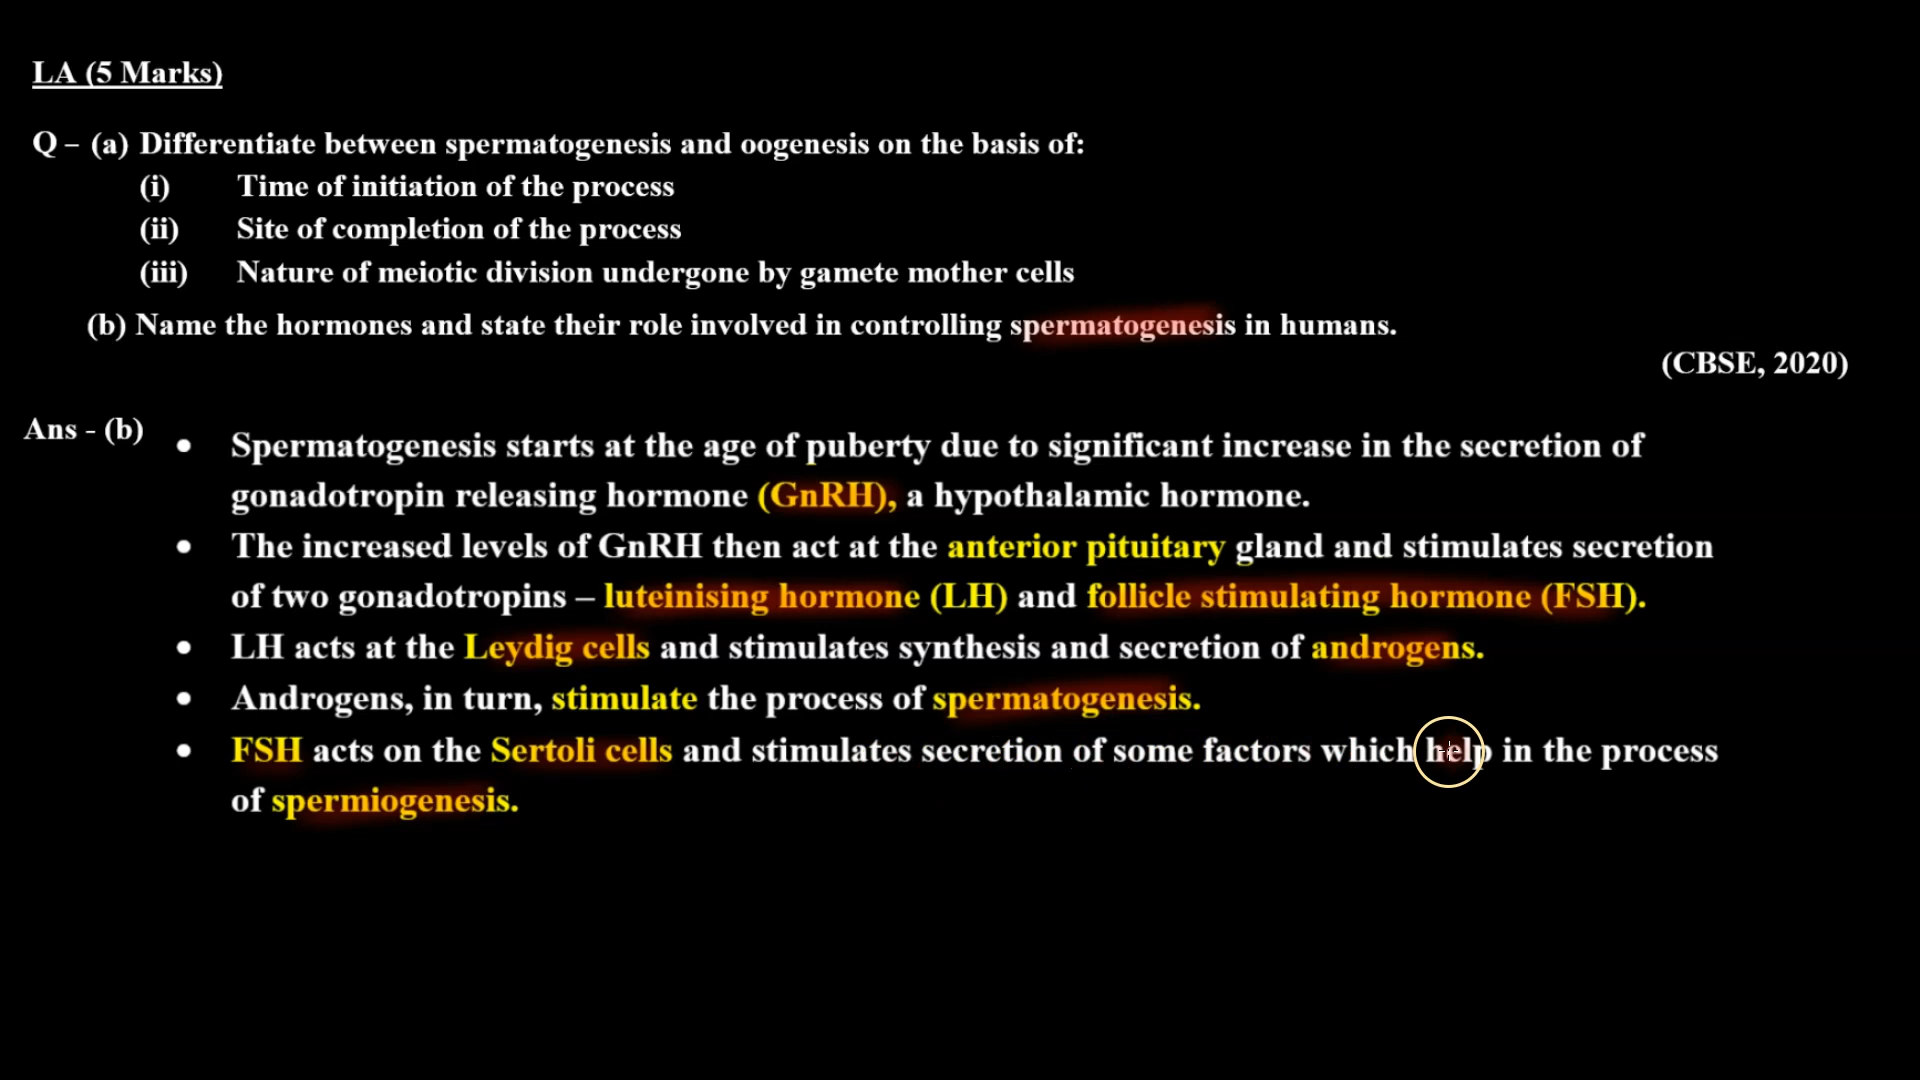 LA (5 Marks)
Q – (a) Differentiate between spermatogenesis and oogenesis on the basis of:
(i) Time of initiation of the process
(ii) Site of completion of the process
(iii) Nature of meiotic division undergone by gamete mother cells
(b) Name the hormones and state their role involved in controlling spermatogenesis in humans.
(CBSE, 2020)
Ans - (b)
• Spermatogenesis starts at the age of puberty due to significant increase in the secretion of
gonadotropin releasing hormone (GnRH), a hypothalamic hormone.
• The increased levels of GnRH then act at the anterior pituitary gland and stimulates secretion
of two gonadotropins – luteinising hormone (LH) and follicle stimulating hormone (FSH).
• LH acts at the Leydig cells and stimulates synthesis and secretion of androgens.
• Androgens, in turn, stimulate the process of spermatogenesis.
• FSH acts on the Sertoli cells and stimulates secretion of some factors which help in the process
of spermiogenesis.